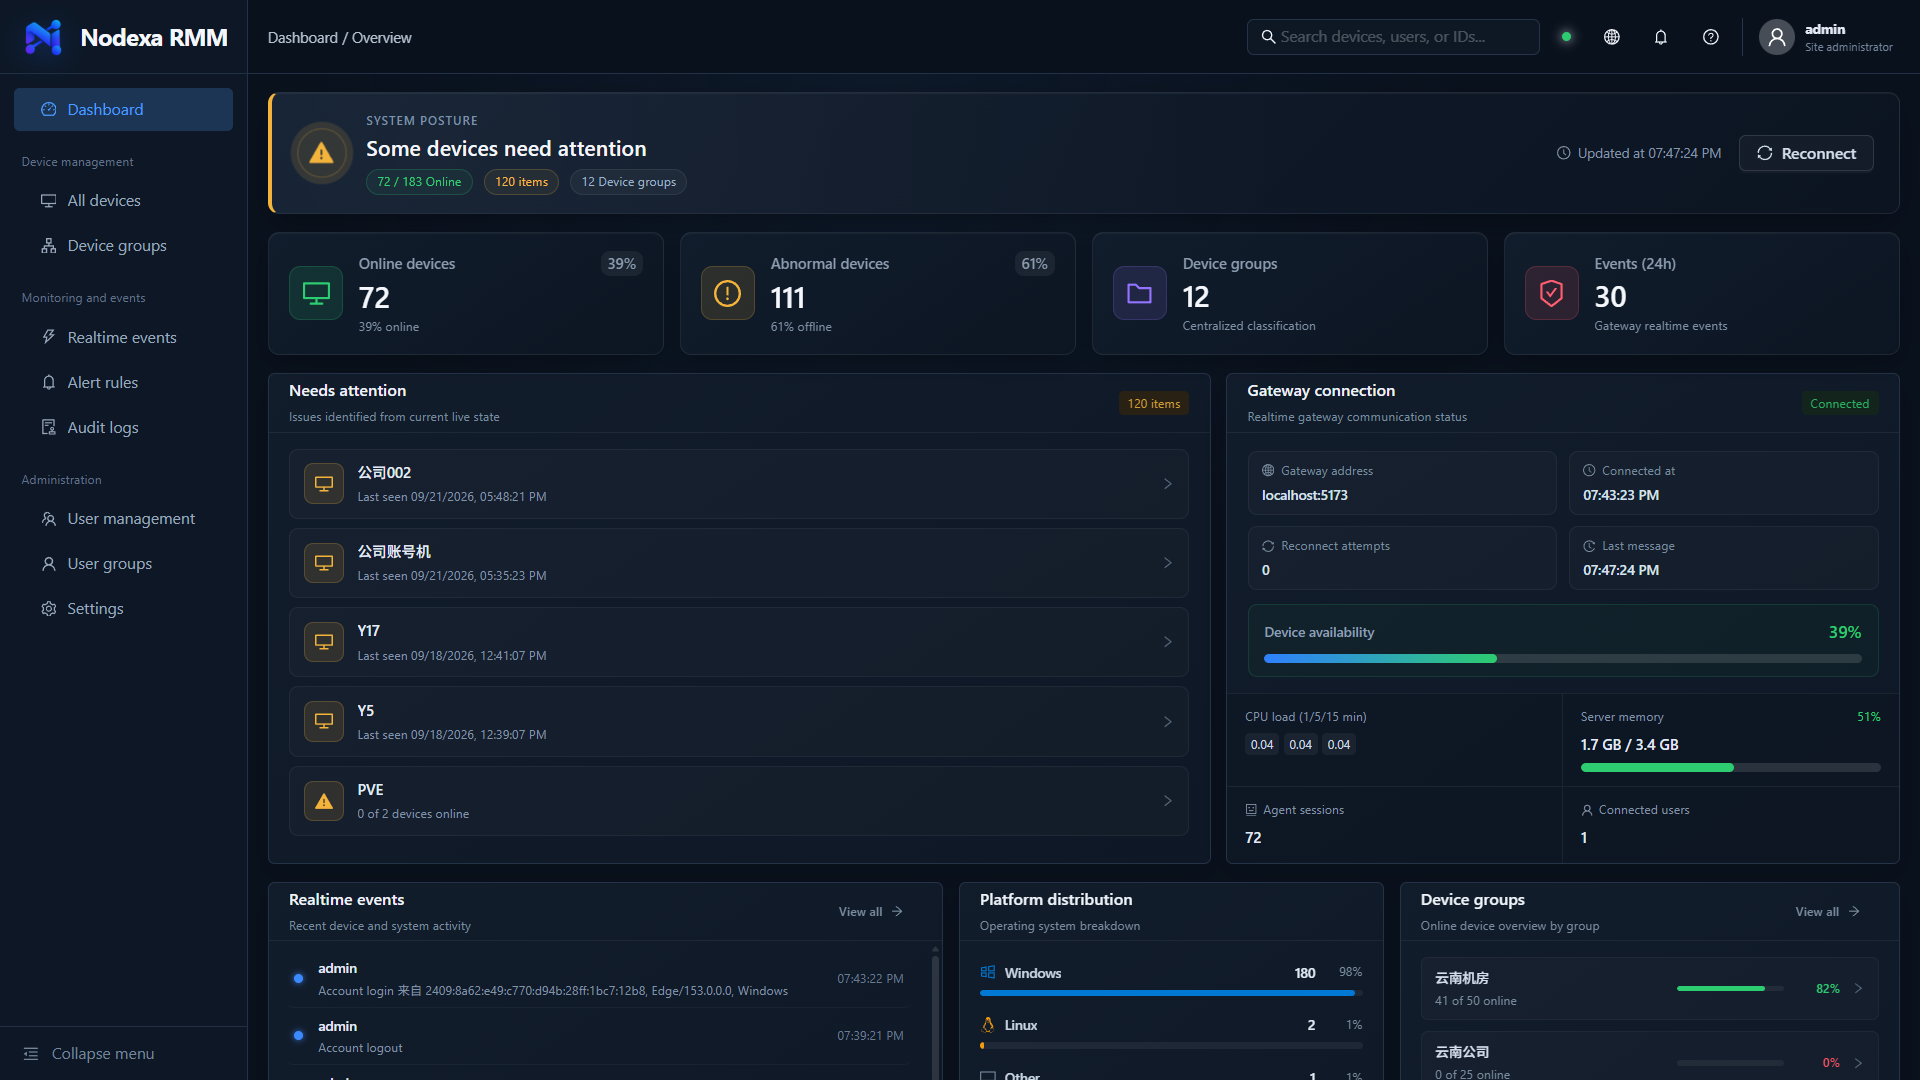 Nodexa RMM
Dashboard / Overview
Search devices, users, or IDs...
admin
Site administrator
Dashboard
Device management
All devices
Device groups
Monitoring and events
Realtime events
Alert rules
Audit logs
Administration
User management
User groups
Settings
Collapse menu
SYSTEM POSTURE
Some devices need attention
72 / 183 Online
120 items
12 Device groups
Updated at 07:47:24 PM
Reconnect
Online devices
39%
72
39% online
Abnormal devices
61%
111
61% offline
Device groups
12
Centralized classification
Events (24h)
30
Gateway realtime events
Needs attention
Issues identified from current live state
120 items
公司002
Last seen 09/21/2026, 05:48:21 PM
公司账号机
Last seen 09/21/2026, 05:35:23 PM
Y17
Last seen 09/18/2026, 12:41:07 PM
Y5
Last seen 09/18/2026, 12:39:07 PM
PVE
0 of 2 devices online
Gateway connection
Realtime gateway communication status
Connected
Gateway address
localhost:5173
Connected at
07:43:23 PM
Reconnect attempts
0
Last message
07:47:24 PM
Device availability
39%
CPU load (1/5/15 min)
0.04 0.04 0.04
Server memory
51%
1.7 GB / 3.4 GB
Agent sessions
72
Connected users
1
Realtime events
Recent device and system activity
View all
admin
Account login 来自 2409:8a62:e49:c770:d94b:28ff:1bc7:12b8, Edge/153.0.0.0, Windows
07:43:22 PM
admin
Account logout
07:39:21 PM
Platform distribution
Operating system breakdown
Windows
180
98%
Linux
2
1%
Other
1
1%
Device groups
Online device overview by group
View all
云南机房
41 of 50 online
82%
云南公司
0 of 25 online
0%